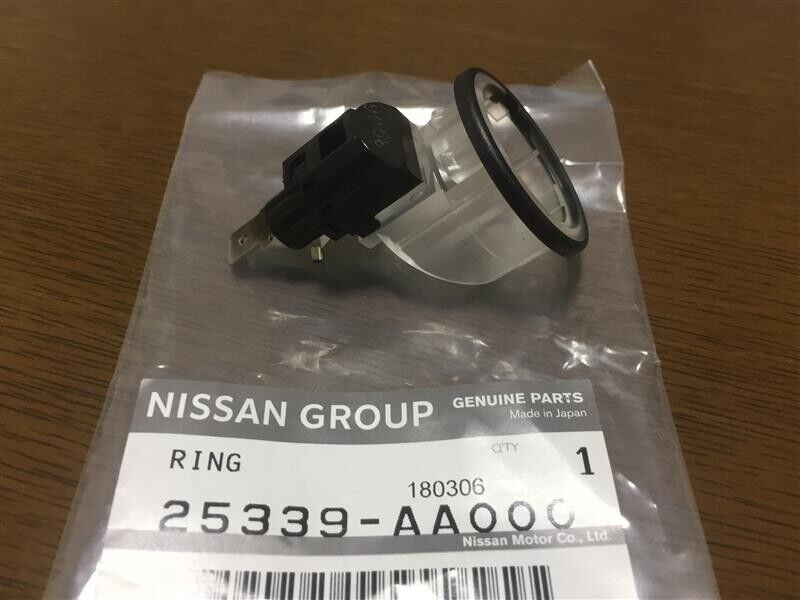 NISSAN GROUP
GENUINE PARTS
Made in Japan
RING
Q'TY
1
180306
25339-AA000
Nissan Motor Co., Ltd.